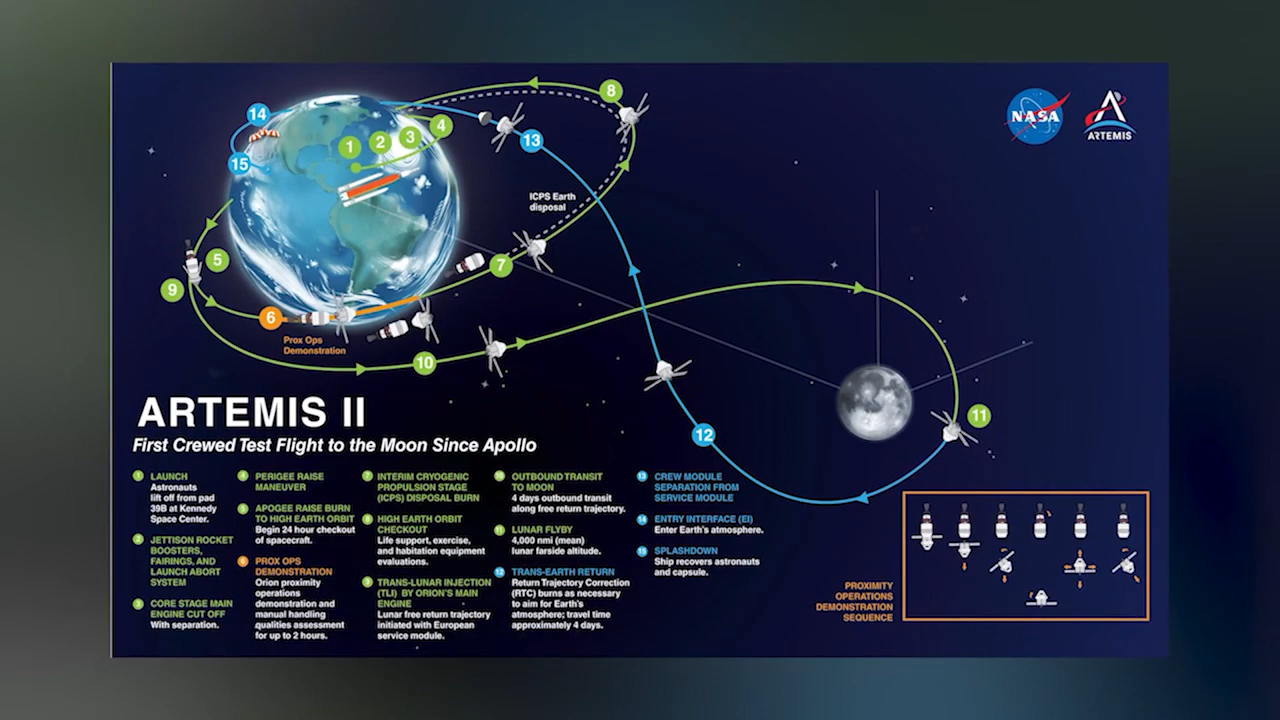 NASA
ARTEMIS
14
15
1
2
3
4
13
8
ICPS Earth
disposal
5
9
7
6
Prox Ops
Demonstration
10
11
12
ARTEMIS II
First Crewed Test Flight to the Moon Since Apollo
1 LAUNCH
Astronauts
lift off from pad
39B at Kennedy
Space Center.
2 JETTISON ROCKET
BOOSTERS,
FAIRINGS, AND
LAUNCH ABORT
SYSTEM
3 CORE STAGE MAIN
ENGINE CUT OFF
With separation.
4 PERIGEE RAISE
MANEUVER
5 APOGEE RAISE BURN
TO HIGH EARTH ORBIT
Begin 24 hour checkout
of spacecraft.
6 PROX OPS
DEMONSTRATION
Orion proximity
operations
demonstration and
manual handling
qualities assessment
for up to 2 hours.
7 INTERIM CRYOGENIC
PROPULSION STAGE
(ICPS) DISPOSAL BURN
8 HIGH EARTH ORBIT
CHECKOUT
Life support, exercise,
and habitation equipment
evaluations.
9 TRANS-LUNAR INJECTION
(TLI) BY ORION'S MAIN
ENGINE
Lunar free return trajectory
initiated with European
service module.
10 OUTBOUND TRANSIT
TO MOON
4 days outbound transit
along free return trajectory.
11 LUNAR FLYBY
4,000 nmi (mean)
lunar farside altitude.
12 TRANS-EARTH RETURN
Return Trajectory Correction
(RTC) burns as necessary
to aim for Earth's
atmosphere; travel time
approximately 4 days.
13 CREW MODULE
SEPARATION FROM
SERVICE MODULE
14 ENTRY INTERFACE (EI)
Enter Earth's atmosphere.
15 SPLASHDOWN
Ship recovers astronauts
and capsule.
PROXIMITY
OPERATIONS
DEMONSTRATION
SEQUENCE